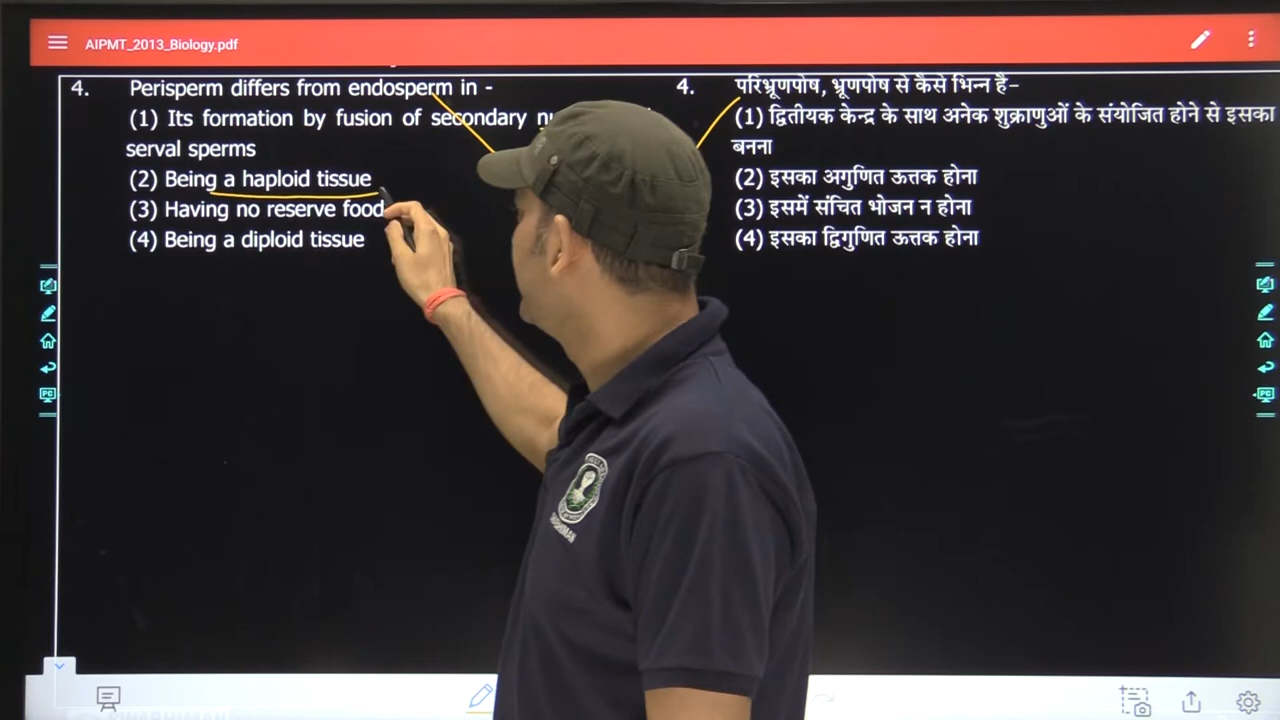 AIPMT_2013_Biology.pdf
4. Perisperm differs from endosperm in -
(1) Its formation by fusion of secondary
serval sperms
(2) Being a haploid tissue
(3) Having no reserve food
(4) Being a diploid tissue
4. परिभ्रूणपोष, भ्रूणपोष से कैसे भिन्न है-
(1) द्वितीयक केन्द्र के साथ अनेक शुक्राणुओं के संयोजित होने से इसका
बनना
(2) इसका अगुणित ऊत्तक होना
(3) इसमें संचित भोजन न होना
(4) इसका द्विगुणित ऊत्तक होना
PC
PC